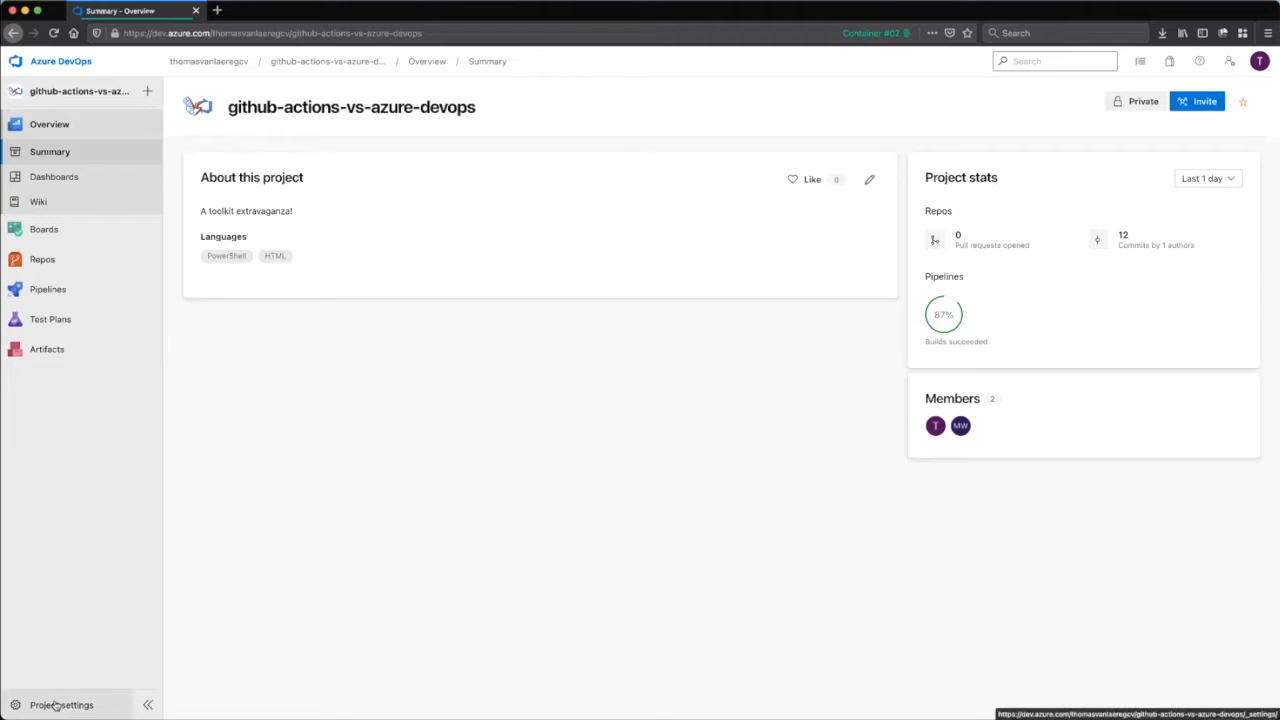 Summary - Overview
https://dev.azure.com/thomasvanlaeregcv/github-actions-vs-azure-devops
Container #02
Search
Azure DevOps
thomasvanlaeregcv / github-actions-vs-azure-d... / Overview / Summary
Search
T
github-actions-vs-az...
Overview
Summary
Dashboards
Wiki
Boards
Repos
Pipelines
Test Plans
Artifacts
Project settings
github-actions-vs-azure-devops
Private
Invite
About this project
Like 0
A toolkit extravaganza!
Languages
PowerShell HTML
Project stats
Last 1 day
Repos
0
Pull requests opened
12
Commits by 1 authors
Pipelines
87%
Builds succeeded
Members 2
T MW
https://dev.azure.com/thomasvanlaeregcv/github-actions-vs-azure-devops/_settings/